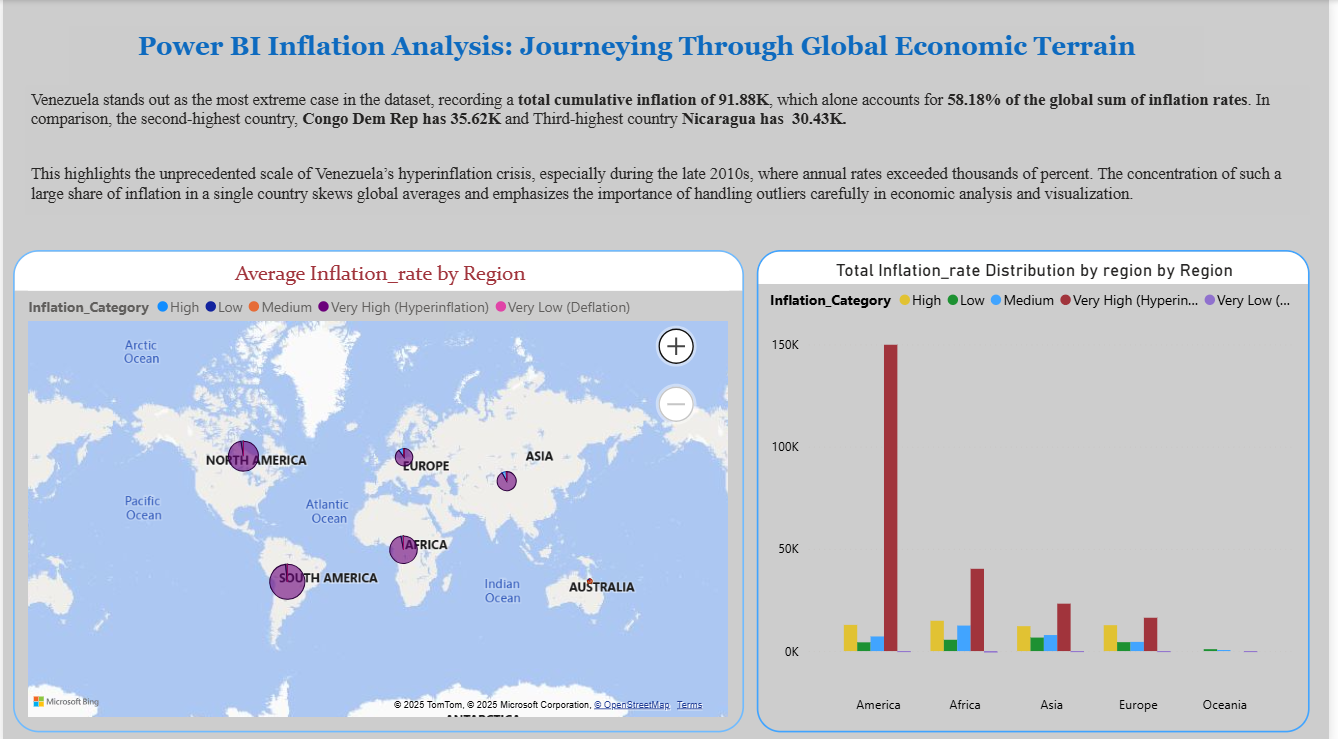 Power BI Inflation Analysis: Journeying Through Global Economic Terrain
Venezuela stands out as the most extreme case in the dataset, recording a total cumulative inflation of 91.88K, which alone accounts for 58.18% of the global sum of inflation rates. In
comparison, the second-highest country, Congo Dem Rep has 35.62K and Third-highest country Nicaragua has 30.43K.
This highlights the unprecedented scale of Venezuela’s hyperinflation crisis, especially during the late 2010s, where annual rates exceeded thousands of percent. The concentration of such a
large share of inflation in a single country skews global averages and emphasizes the importance of handling outliers carefully in economic analysis and visualization.
Average Inflation_rate by Region
Inflation_Category High Low Medium Very High (Hyperinflation) Very Low (Deflation)
Arctic
Ocean
NORTH AMERICA
EUROPE
ASIA
Pacific
Ocean
Atlantic
Ocean
AFRICA
SOUTH AMERICA
Indian
Ocean
AUSTRALIA
Microsoft Bing
© 2025 TomTom, © 2025 Microsoft Corporation, © OpenStreetMap Terms
ANTARCTICA
Total Inflation_rate Distribution by region by Region
Inflation_Category High Low Medium Very High (Hyperin... Very Low (...
150K
100K
50K
0K
America Africa Asia Europe Oceania